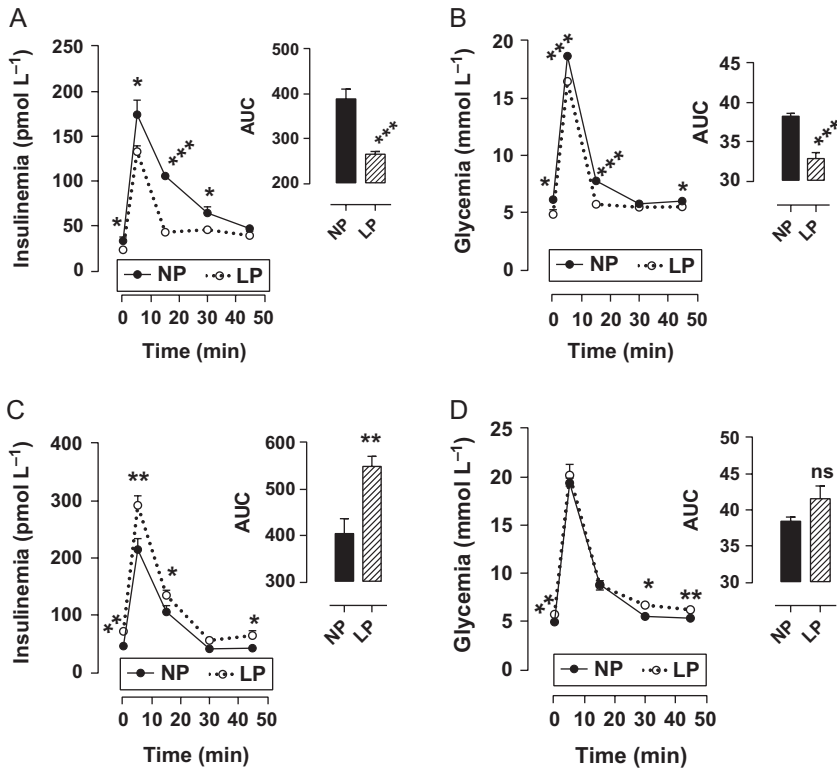 A
Insulinemia (pmol L–1)
250
200
150
100
50
0
*
*
***
*
NP LP
0 10 20 30 40 50
Time (min)
AUC
500
400
300
200
***
NP
LP
B
Glycemia (mmol L–1)
20
15
10
5
0
*
***
***
*
NP LP
0 10 20 30 40 50
Time (min)
AUC
45
40
35
30
***
NP
LP
C
Insulinemia (pmol L–1)
400
300
200
100
0
**
**
*
*
NP LP
0 10 20 30 40 50
Time (min)
AUC
600
500
400
300
**
NP
LP
D
Glycemia (mmol L–1)
25
20
15
10
5
0
**
*
**
NP LP
0 10 20 30 40 50
Time (min)
AUC
50
45
40
35
30
ns
NP
LP